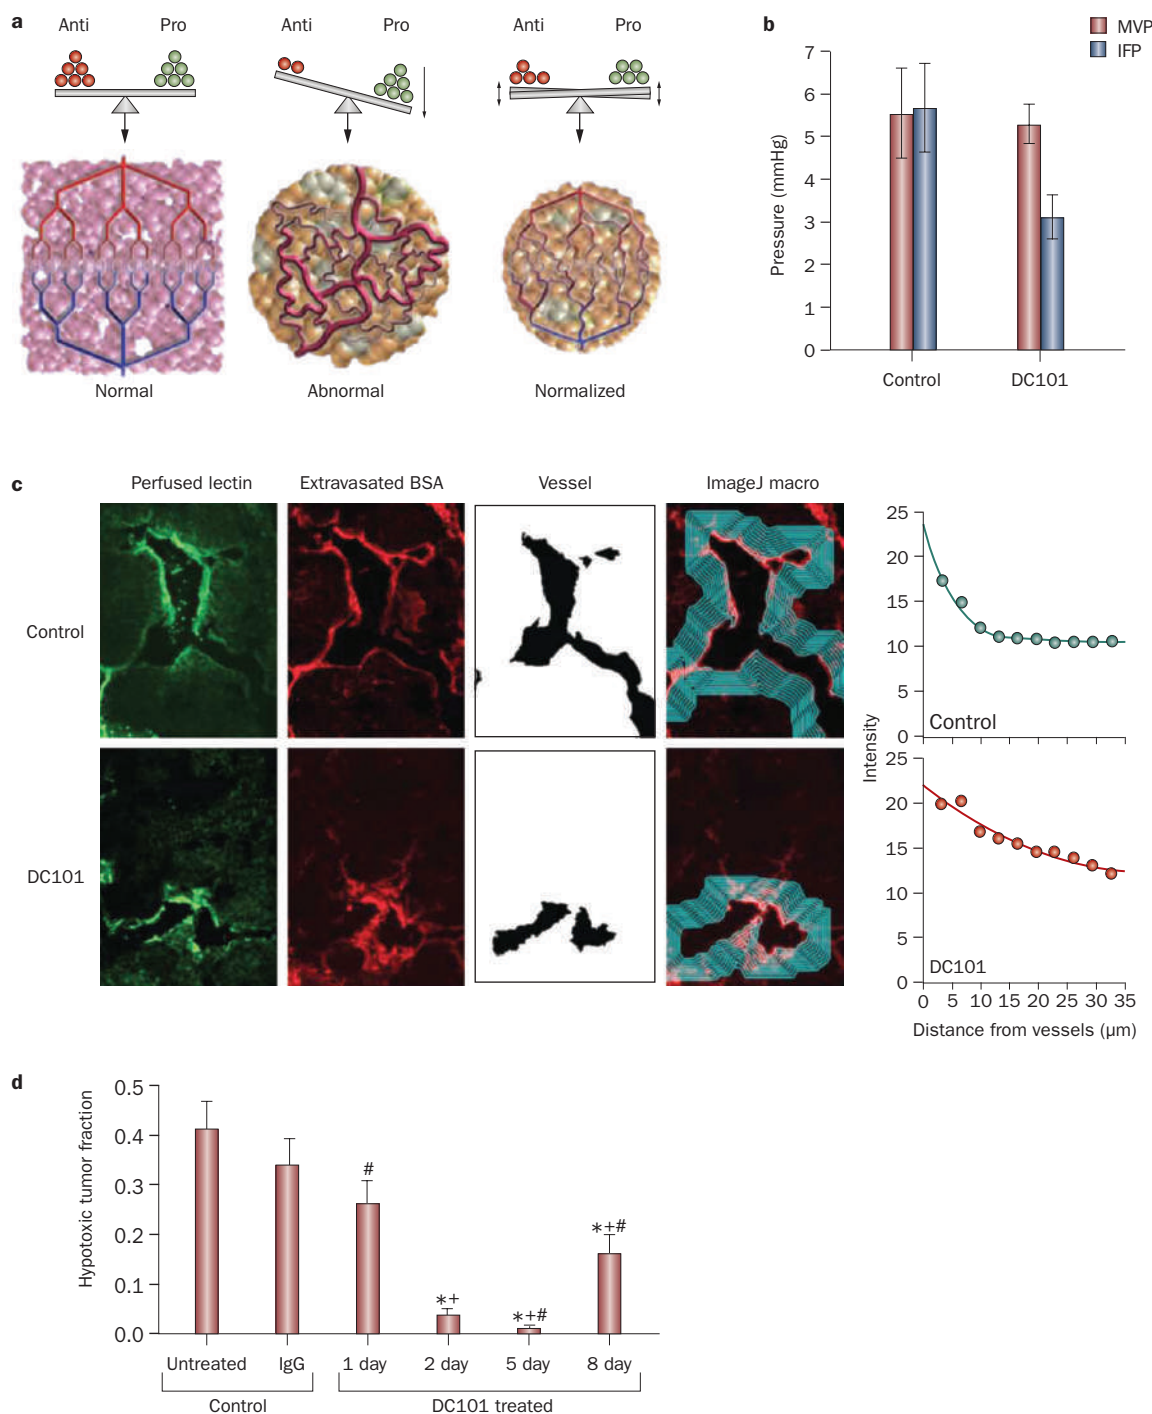 a
Anti Pro Anti Pro Anti Pro
Normal Abnormal Normalized
b
MVP
IFP
7
6
5
4
3
2
1
0
Pressure (mmHg)
Control DC101
c
Perfused lectin Extravasated BSA Vessel ImageJ macro
Control
DC101
25
20
15
10
5
0
Control
Intensity
25
20
15
10
5
0
DC101
0 5 10 15 20 25 30 35
Distance from vessels (µm)
d
0.5
0.4
0.3
0.2
0.1
0.0
Hypotoxic tumor fraction
#
*+
*+#
*+#
Untreated IgG 1 day 2 day 5 day 8 day
Control DC101 treated